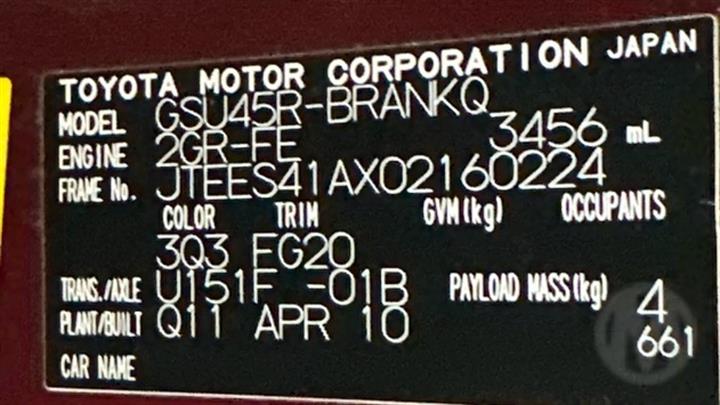 TOYOTA MOTOR CORPORATION JAPAN
MODEL GSU45R-BRANKQ
ENGINE 2GR-FE 3456 mL
FRAME No. JTEES41AX02160224
COLOR TRIM GVM(kg) OCCUPANTS
3Q3 FG20
TRANS./AXLE U151F -01B PAYLOAD MASS(kg) 4
PLANT/BUILT Q11 APR 10 661
CAR NAME